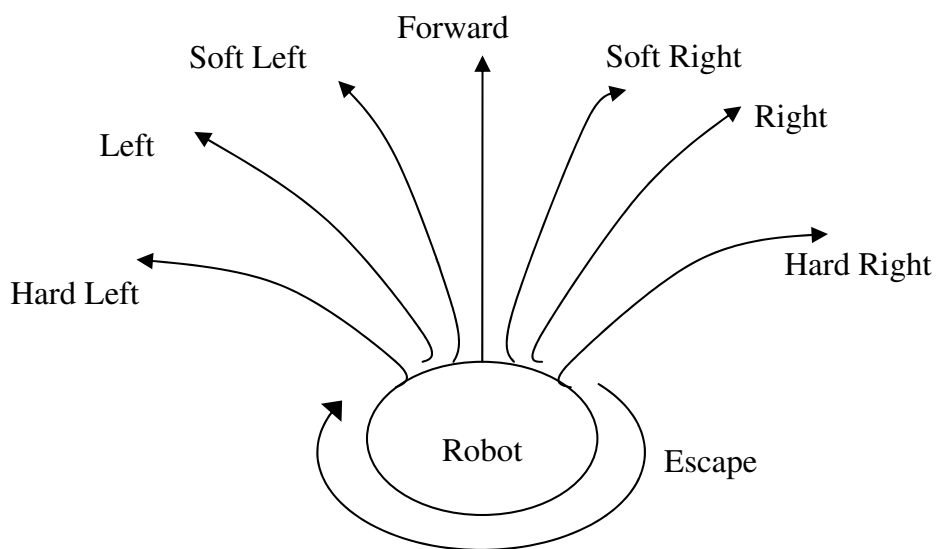 Forward
Soft Left
Soft Right
Left
Right
Hard Left
Hard Right
Robot
Escape